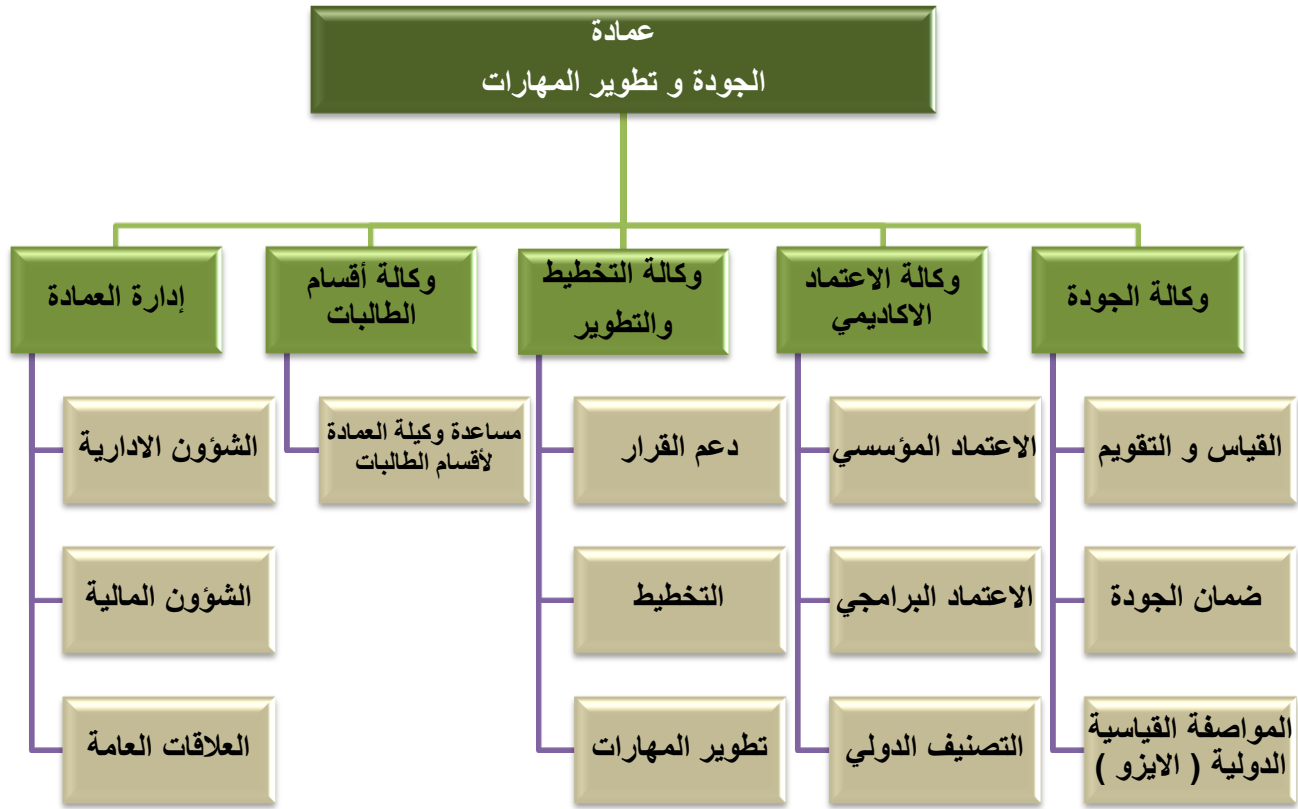 عمادة
الجودة و تطوير المهارات
وكالة الجودة
وكالة الاعتماد
الاكاديمي
وكالة التخطيط
والتطوير
وكالة أقسام
الطالبات
إدارة العمادة
القياس و التقويم
ضمان الجودة
المواصفة القياسية
الدولية ( الايزو )
الاعتماد المؤسسي
الاعتماد البرامجي
التصنيف الدولي
دعم القرار
التخطيط
تطوير المهارات
مساعدة وكيلة العمادة
لأقسام الطالبات
الشؤون الادارية
الشؤون المالية
العلاقات العامة